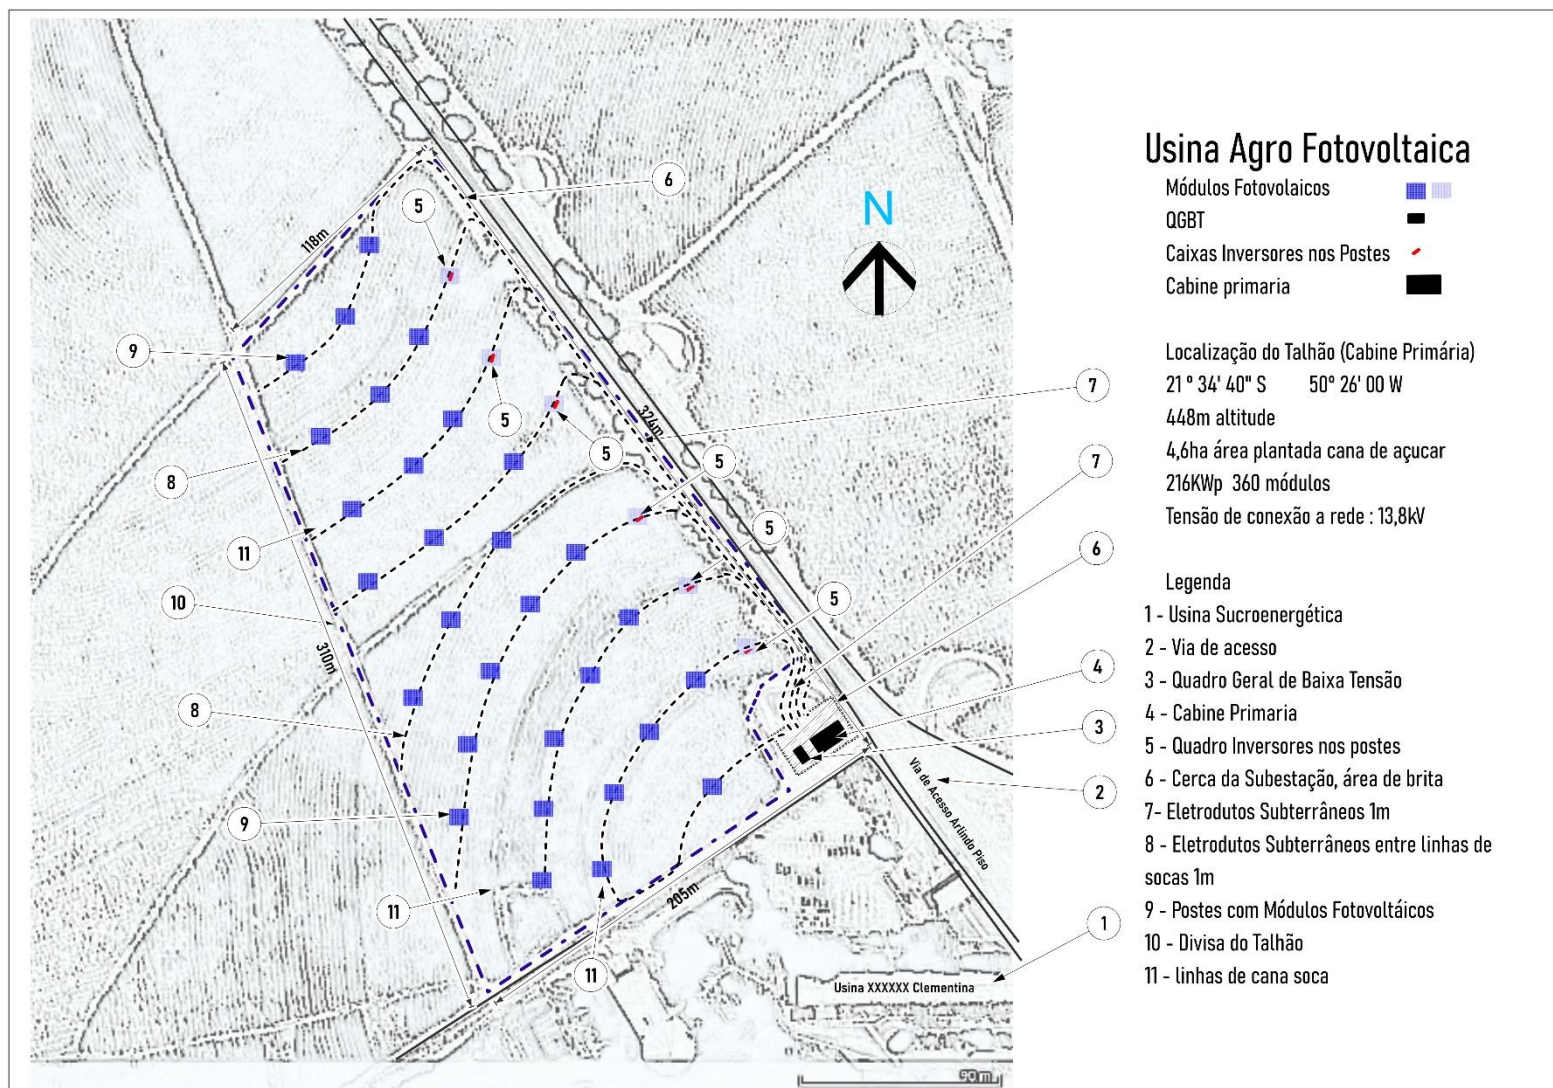 Usina Agro Fotovoltaica
Módulos Fotovolaicos
QGBT
Caixas Inversores nos Postes
Cabine primaria
Localização do Talhão (Cabine Primária)
21 ° 34' 40" S 50° 26' 00 W
448m altitude
4,6ha área plantada cana de açucar
216KWp 360 módulos
Tensão de conexão a rede : 13,8kV
Legenda
1 - Usina Sucroenergética
2 - Via de acesso
3 - Quadro Geral de Baixa Tensão
4 - Cabine Primaria
5 - Quadro Inversores nos postes
6 - Cerca da Subestação, área de brita
7- Eletrodutos Subterrâneos 1m
8 - Eletrodutos Subterrâneos entre linhas de
socas 1m
9 - Postes com Módulos Fotovoltáicos
10 - Divisa do Talhão
11 - linhas de cana soca
N
6
5
118m
9
7
324m
5
5
7
8
5
5
11
6
10
5
310m
4
8
3
Via de Acesso Arlindo Piso
2
9
205m
11
1
11
Usina XXXXXX Clementina
90 m